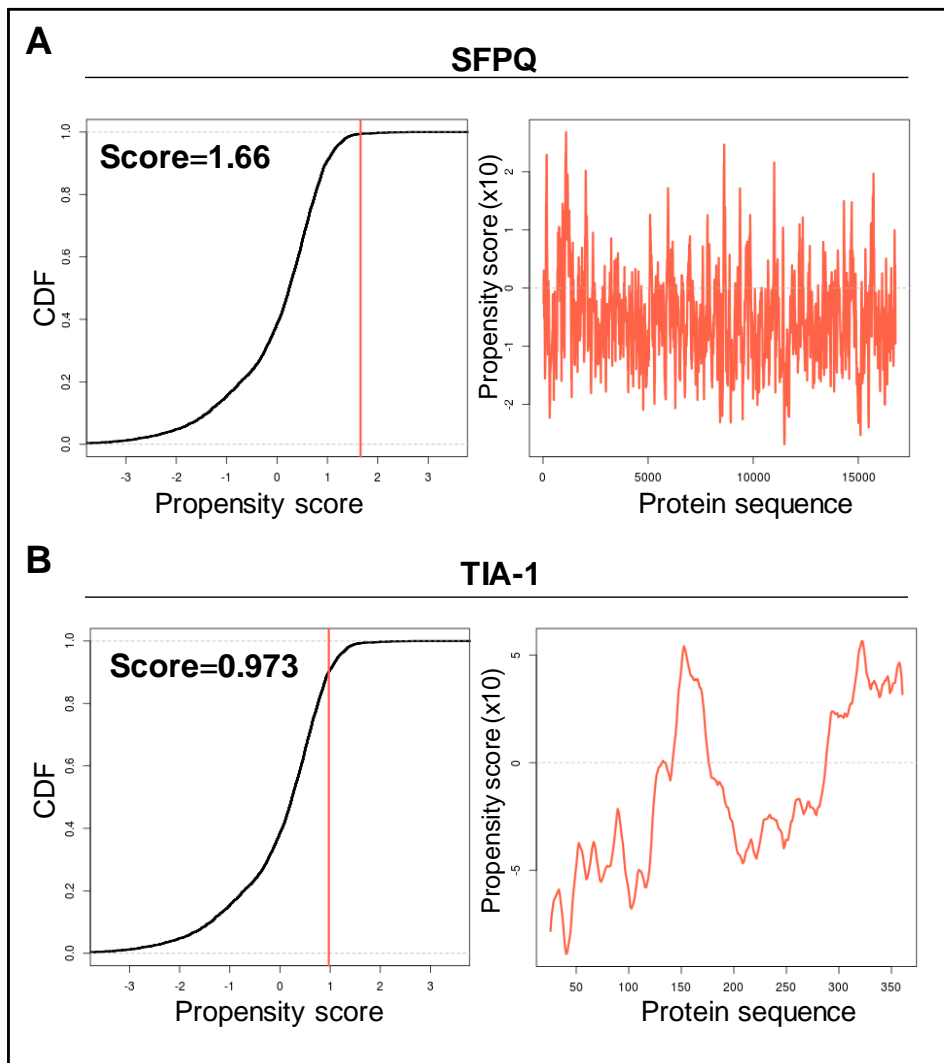 A
SFPQ
Score=1.66
CDF
0.0 0.2 0.4 0.6 0.8 1.0
-3 -2 -1 0 1 2 3
Propensity score
Propensity score (x10)
-2 -1 0 1 2
0 5000 10000 15000
Protein sequence
B
TIA-1
Score=0.973
CDF
0.0 0.2 0.4 0.6 0.8 1.0
-3 -2 -1 0 1 2 3
Propensity score
Propensity score (x10)
-5 0 5
50 100 150 200 250 300 350
Protein sequence